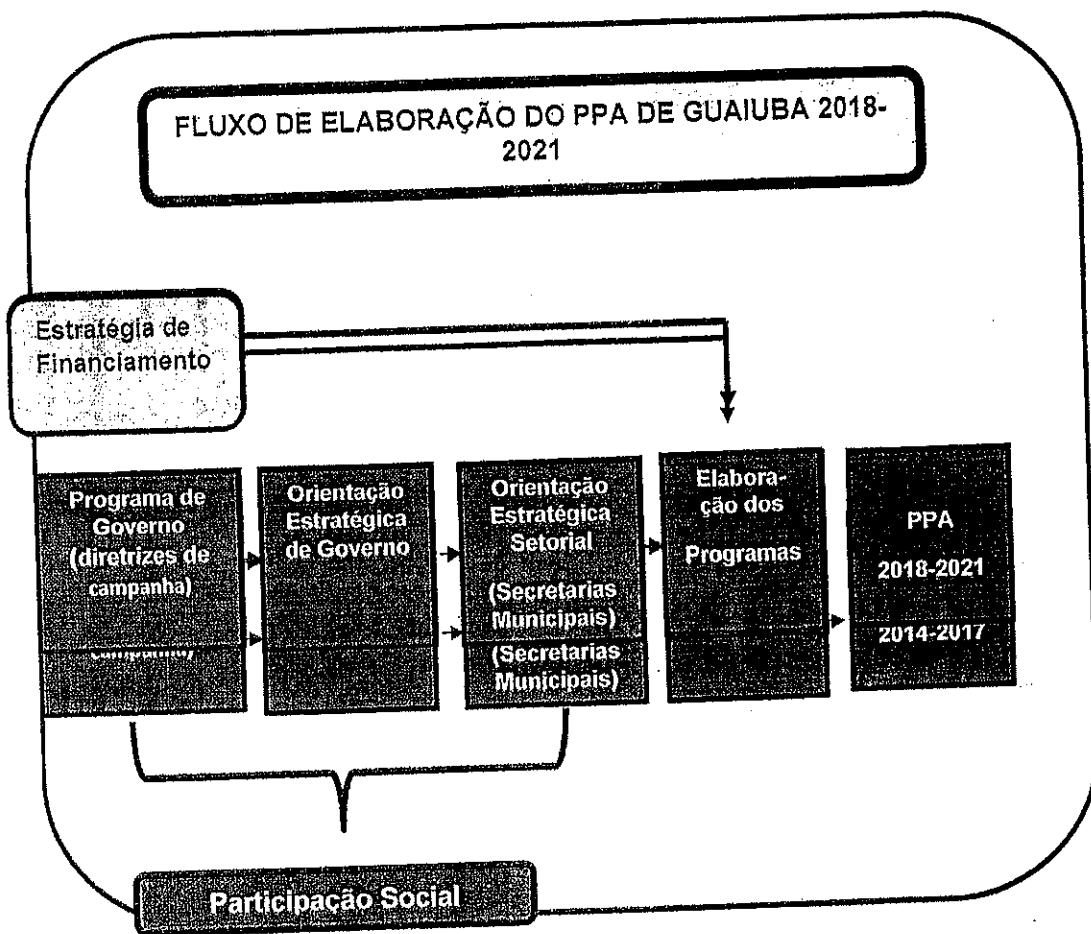 FLUXO DE ELABORAÇÃO DO PPA DE GUAIUBA 2018-
2021
Estratégia de
Financiamento
Programa de
Governo
(diretrizes de
campanha)
campanha)
Orientação
Estratégica
de Governo
Orientação
Estratégica
Setorial
(Secretarias
Municipais)
(Secretarias
Municipais)
Elabora-
ção dos
Programas
PPA
2018-2021
2014-2017
Participação Social